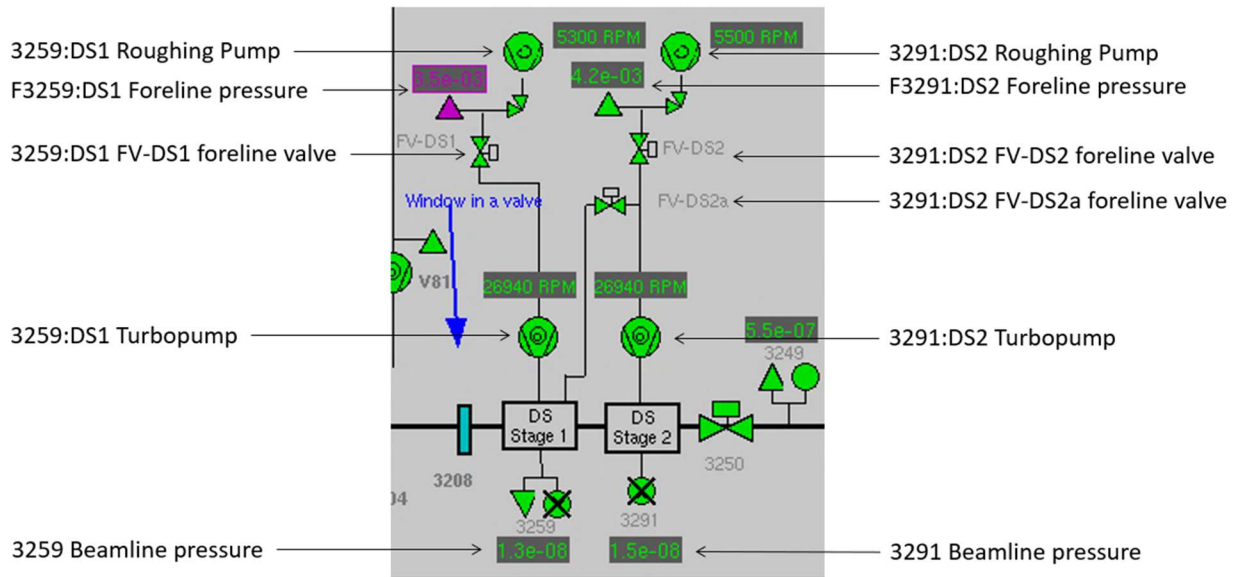 5300 RPM
5500 RPM
3259:DS1 Roughing Pump
3291:DS2 Roughing Pump
4.2e-03
F3259:DS1 Foreline pressure
F3291:DS2 Foreline pressure
FV-DS1
FV-DS2
3259:DS1 FV-DS1 foreline valve
3291:DS2 FV-DS2 foreline valve
Window in a valve
FV-DS2a
3291:DS2 FV-DS2a foreline valve
V81
26940 RPM
26940 RPM
3259:DS1 Turbopump
3291:DS2 Turbopump
5.5e-07
3249
DS
Stage 1
DS
Stage 2
3250
3208
04
3259
3291
3259 Beamline pressure
1.3e-08
1.5e-08
3291 Beamline pressure